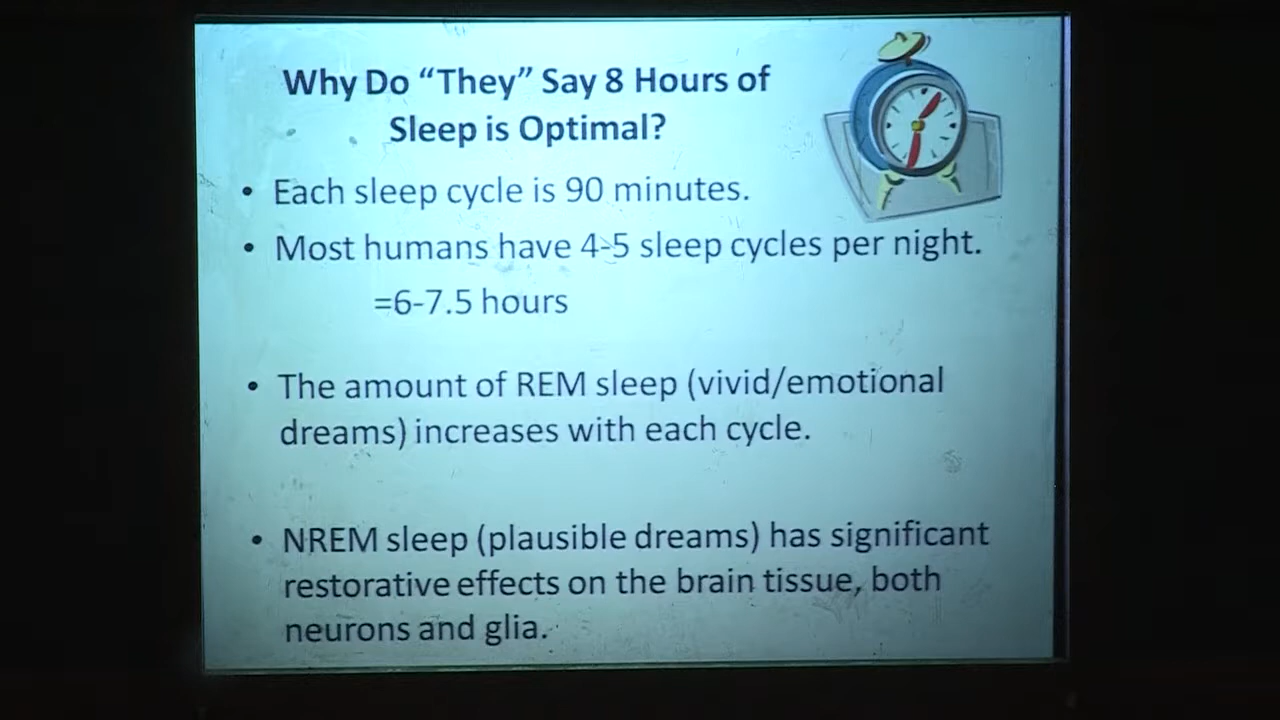 Why Do “They” Say 8 Hours of
Sleep is Optimal?
• Each sleep cycle is 90 minutes.
• Most humans have 4-5 sleep cycles per night.
=6-7.5 hours
• The amount of REM sleep (vivid/emotional
dreams) increases with each cycle.
• NREM sleep (plausible dreams) has significant
restorative effects on the brain tissue, both
neurons and glia.